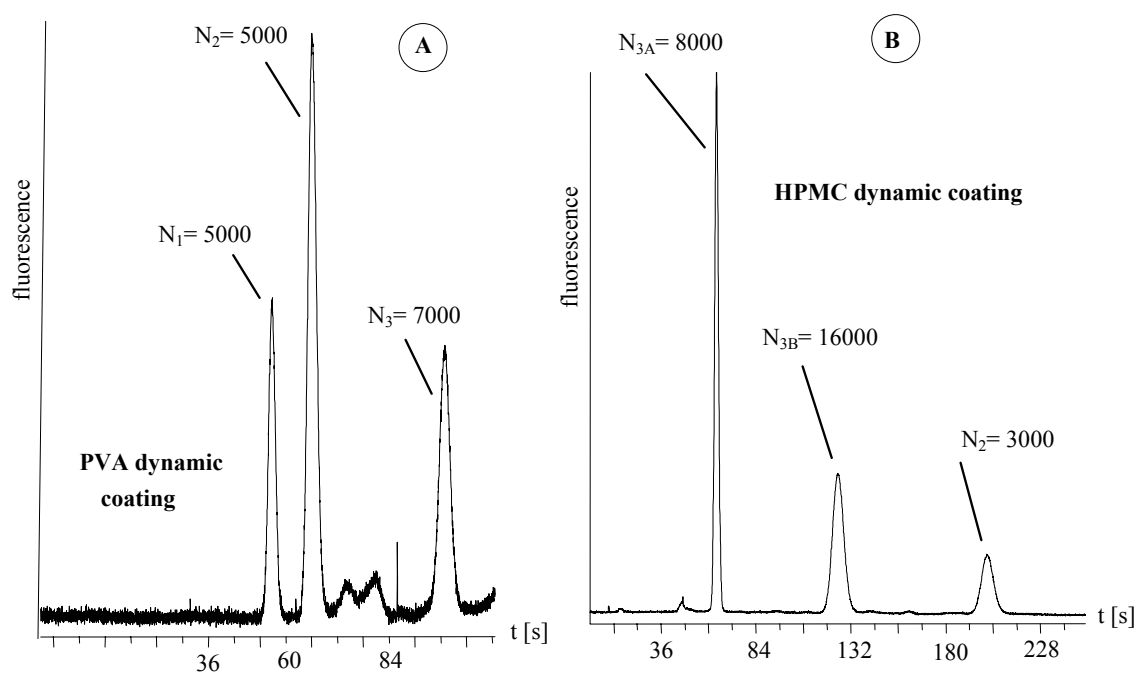 N₂= 5000
A
N₁= 5000
N₃= 7000
fluorescence
PVA dynamic
coating
36 60 84
t [s]
B
N₃A= 8000
HPMC dynamic coating
fluorescence
N₃B= 16000
N₂= 3000
36 84 132 180 228
t [s]